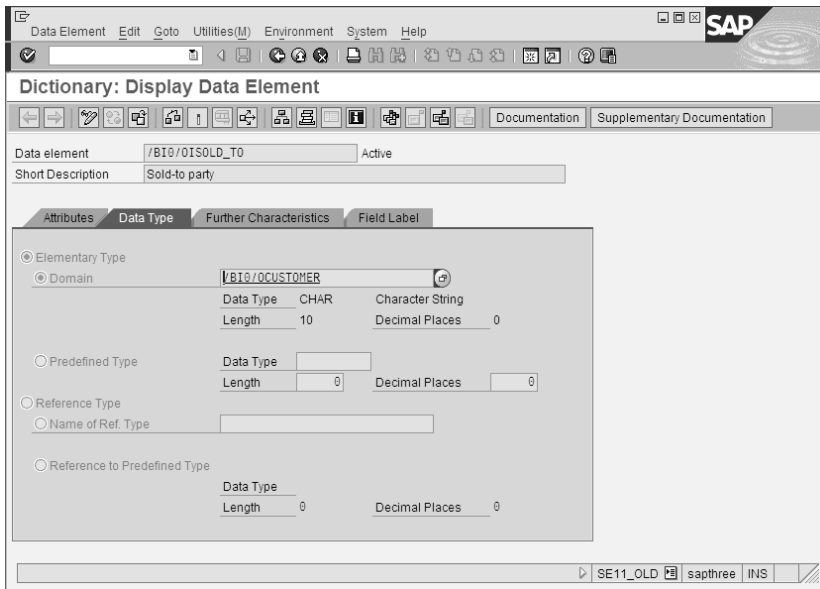 Data Element Edit Goto Utilities(M) Environment System Help
SAP
Dictionary: Display Data Element
Documentation Supplementary Documentation
Data element /BI0/OISOLD_TO Active
Short Description Sold-to party
Attributes Data Type Further Characteristics Field Label
Elementary Type
Domain /BI0/OCUSTOMER
Data Type CHAR Character String
Length 10 Decimal Places 0
Predefined Type Data Type
Length 0 Decimal Places 0
Reference Type
Name of Ref. Type
Reference to Predefined Type
Data Type
Length 0 Decimal Places 0
SE11_OLD sapthree INS